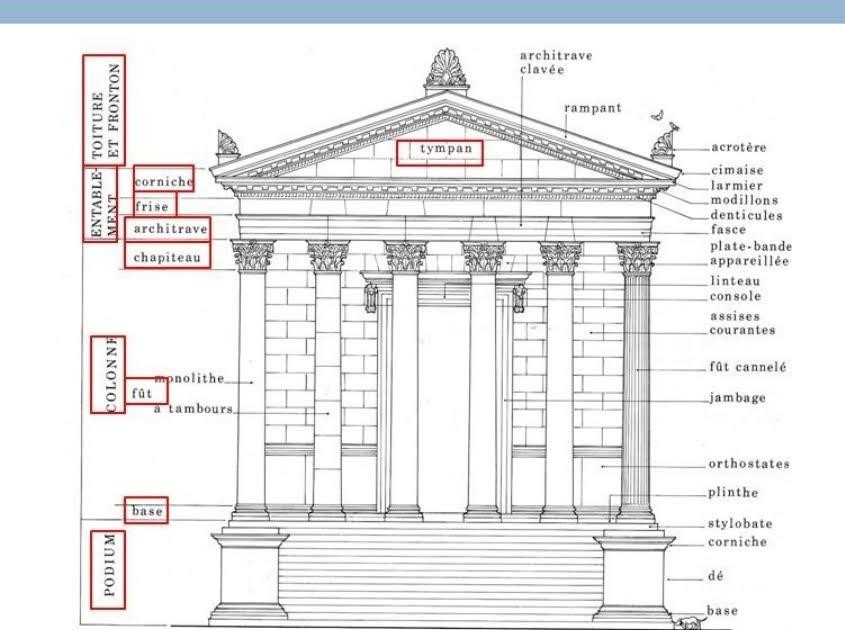 architrave
clavée
rampant
TOITURE
ET FRONTON
tympan
acrotère
cimaise
larmier
modillons
denticules
fasce
plate-bande
appareillée
linteau
console
assises
courantes
fût cannelé
jambage
orthostates
plinthe
stylobate
corniche
dé
base
ENTABLE-
MENT
corniche
frise
architrave
chapiteau
COLONNE
monolithe
fût
à tambours
base
PODIUM